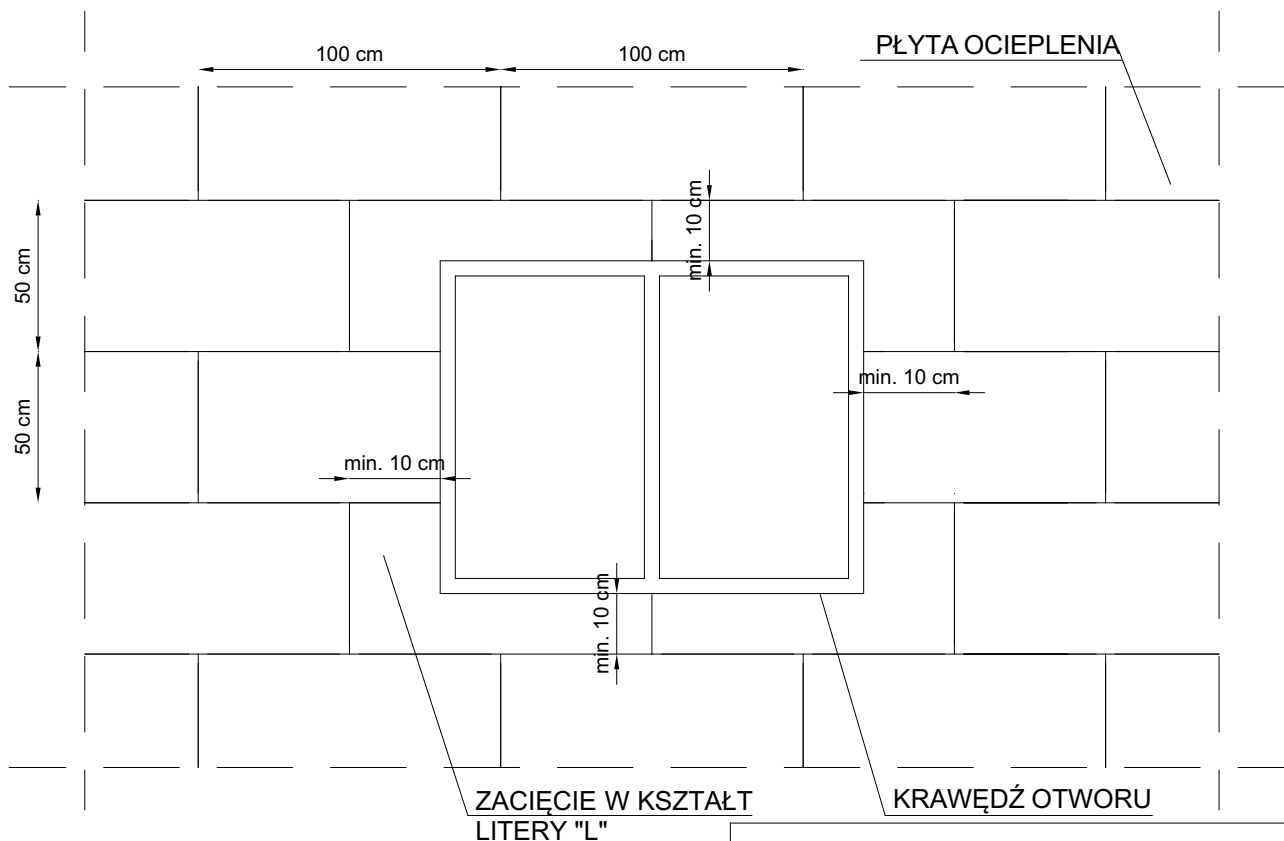 PŁYTA OCIEPLENIA
100 cm
100 cm
min. 10 cm
50 cm
50 cm
min. 10 cm
min. 10 cm
min. 10 cm
ZACIĘCIE W KSZTAŁT
LITERY "L"
KRAWĘDŹ OTWORU